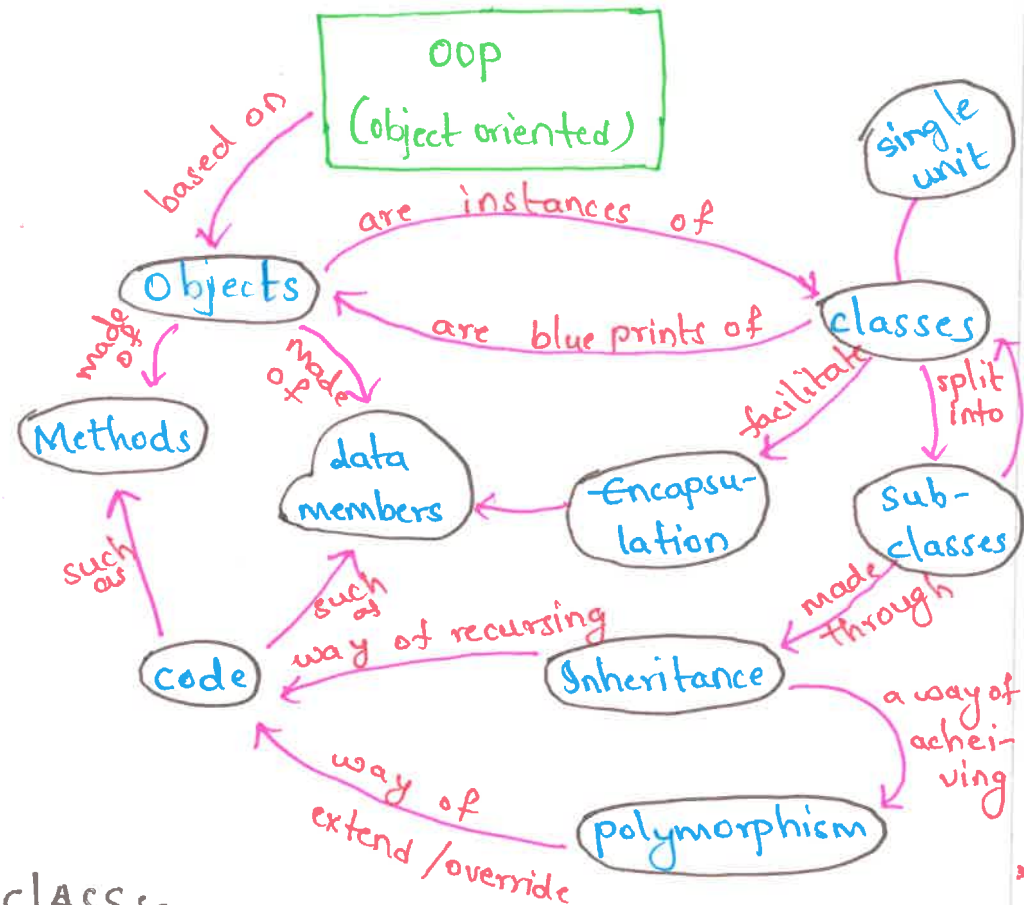 OOP
(object oriented)
based on
single
unit
are instances of
Objects
classes
are blue prints of
made
of
made
of
facilitate
split
into
Methods
data
members
Encapsu-
lation
sub-
classes
such
as
such
as
made
through
way of recursing
code
Inheritance
a way of
achei-
ving
way of
extend/override
polymorphism